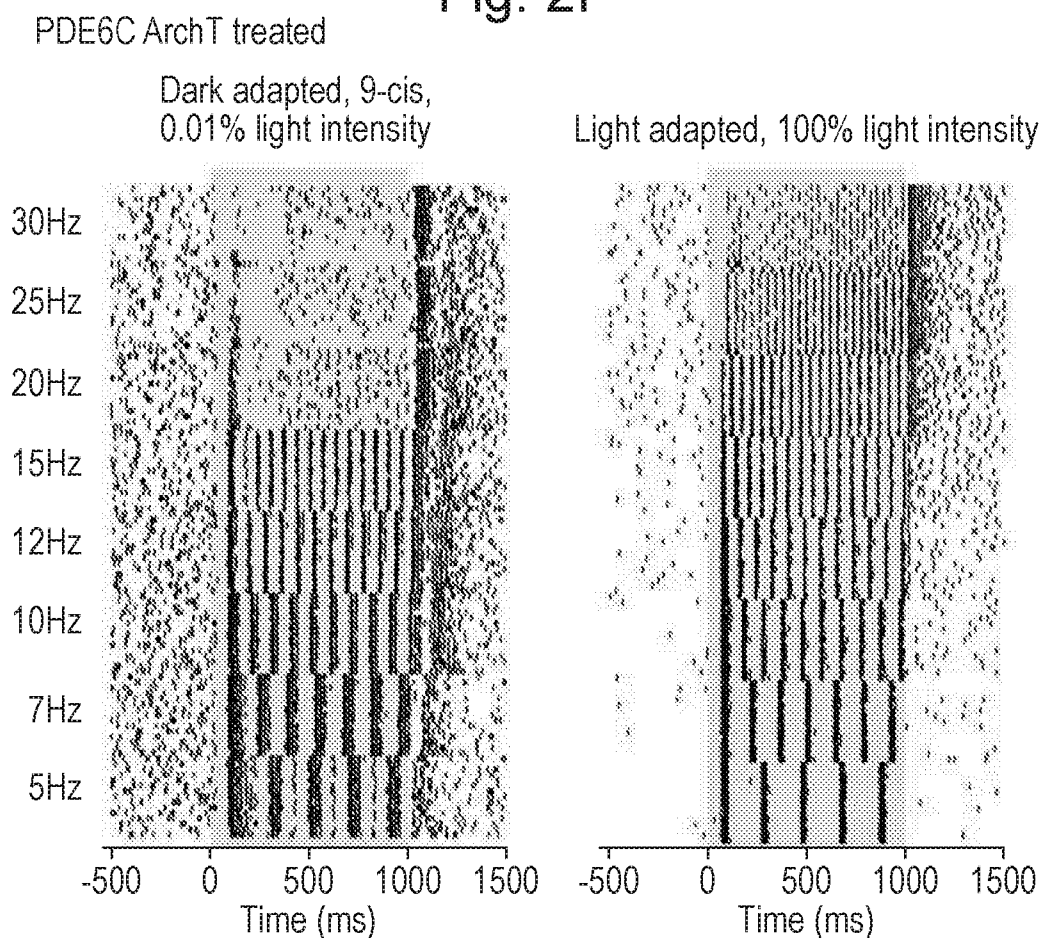 PDE6C ArchT treated
Dark adapted, 9-cis,
0.01% light intensity
Light adapted, 100% light intensity
30Hz
25Hz
20Hz
15Hz
12Hz
10Hz
7Hz
5Hz
-500 0 500 1000 1500
Time (ms)
-500 0 500 1000 1500
Time (ms)